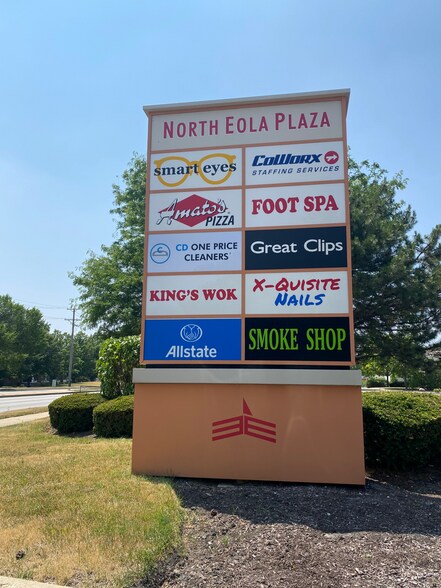 NORTH EOLA PLAZA
smart eyes
COWORX
STAFFING SERVICES
Amato's
PIZZA
FOOT SPA
CD ONE PRICE
CLEANERS
Great Clips
KING'S WOK
X-QUISITE
NAILS
Allstate
SMOKE SHOP